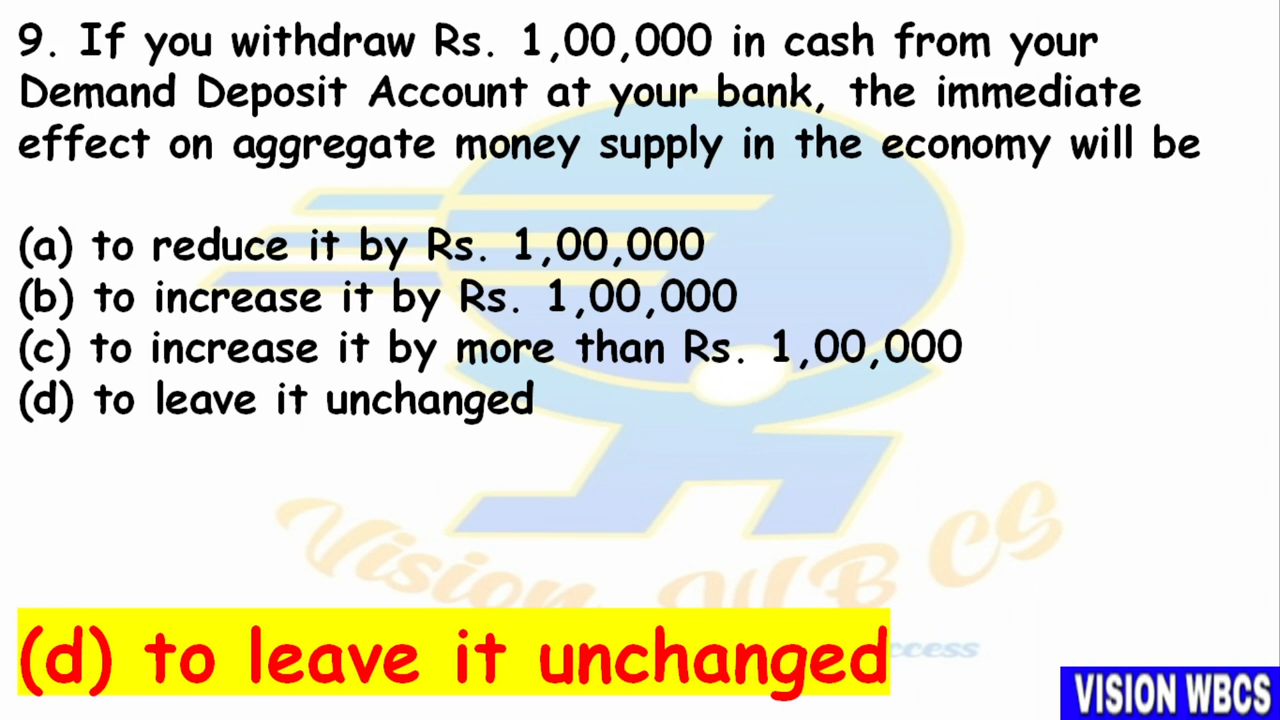 9. If you withdraw Rs. 1,00,000 in cash from your
Demand Deposit Account at your bank, the immediate
effect on aggregate money supply in the economy will be
(a) to reduce it by Rs. 1,00,000
(b) to increase it by Rs. 1,00,000
(c) to increase it by more than Rs. 1,00,000
(d) to leave it unchanged
Vision WBCS
(d) to leave it unchanged
VISION WBCS